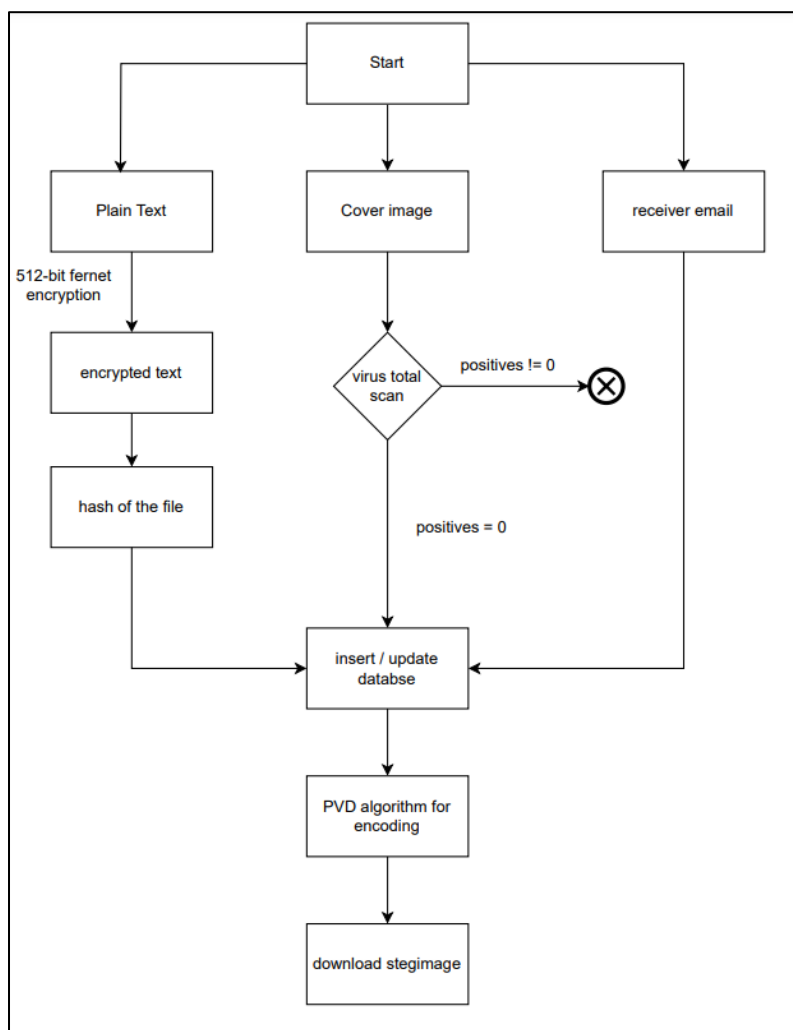 Start
Plain Text
Cover image
receiver email
512-bit fernet
encryption
encrypted text
virus total
scan
positives != 0
hash of the file
positives = 0
insert / update
databse
PVD algorithm for
encoding
download stegimage